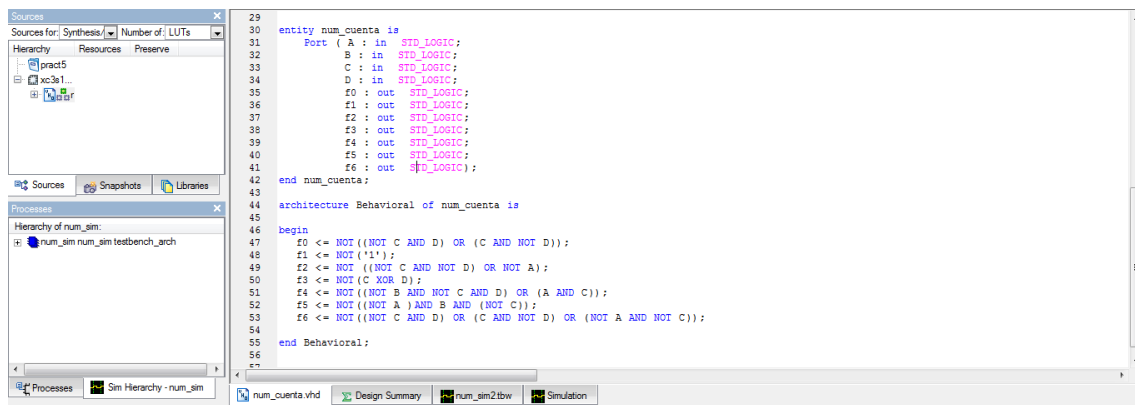 Sources
Sources for: Synthesis/ Number of: LUTs
Hierarchy Resources Preserve
pract5
xc3s1...
r
Sources Snapshots Libraries
Processes
Hierarchy of num_sim:
num_sim num_sim testbench_arch
Processes Sim Hierarchy - num_sim
29
30 entity num_cuenta is
31 Port ( A : in STD_LOGIC;
32 B : in STD_LOGIC;
33 C : in STD_LOGIC;
34 D : in STD_LOGIC;
35 f0 : out STD_LOGIC;
36 f1 : out STD_LOGIC;
37 f2 : out STD_LOGIC;
38 f3 : out STD_LOGIC;
39 f4 : out STD_LOGIC;
40 f5 : out STD_LOGIC;
41 f6 : out STD_LOGIC);
42 end num_cuenta;
43
44 architecture Behavioral of num_cuenta is
45
46 begin
47 f0 <= NOT((NOT C AND D) OR (C AND NOT D));
48 f1 <= NOT('1');
49 f2 <= NOT ((NOT C AND NOT D) OR NOT A);
50 f3 <= NOT(C XOR D);
51 f4 <= NOT((NOT B AND NOT C AND D) OR (A AND C));
52 f5 <= NOT((NOT A )AND B AND (NOT C));
53 f6 <= NOT((NOT C AND D) OR (C AND NOT D) OR (NOT A AND NOT C));
54
55 end Behavioral;
56
57
num_cuenta.vhd Design Summary num_sim2.tbw Simulation